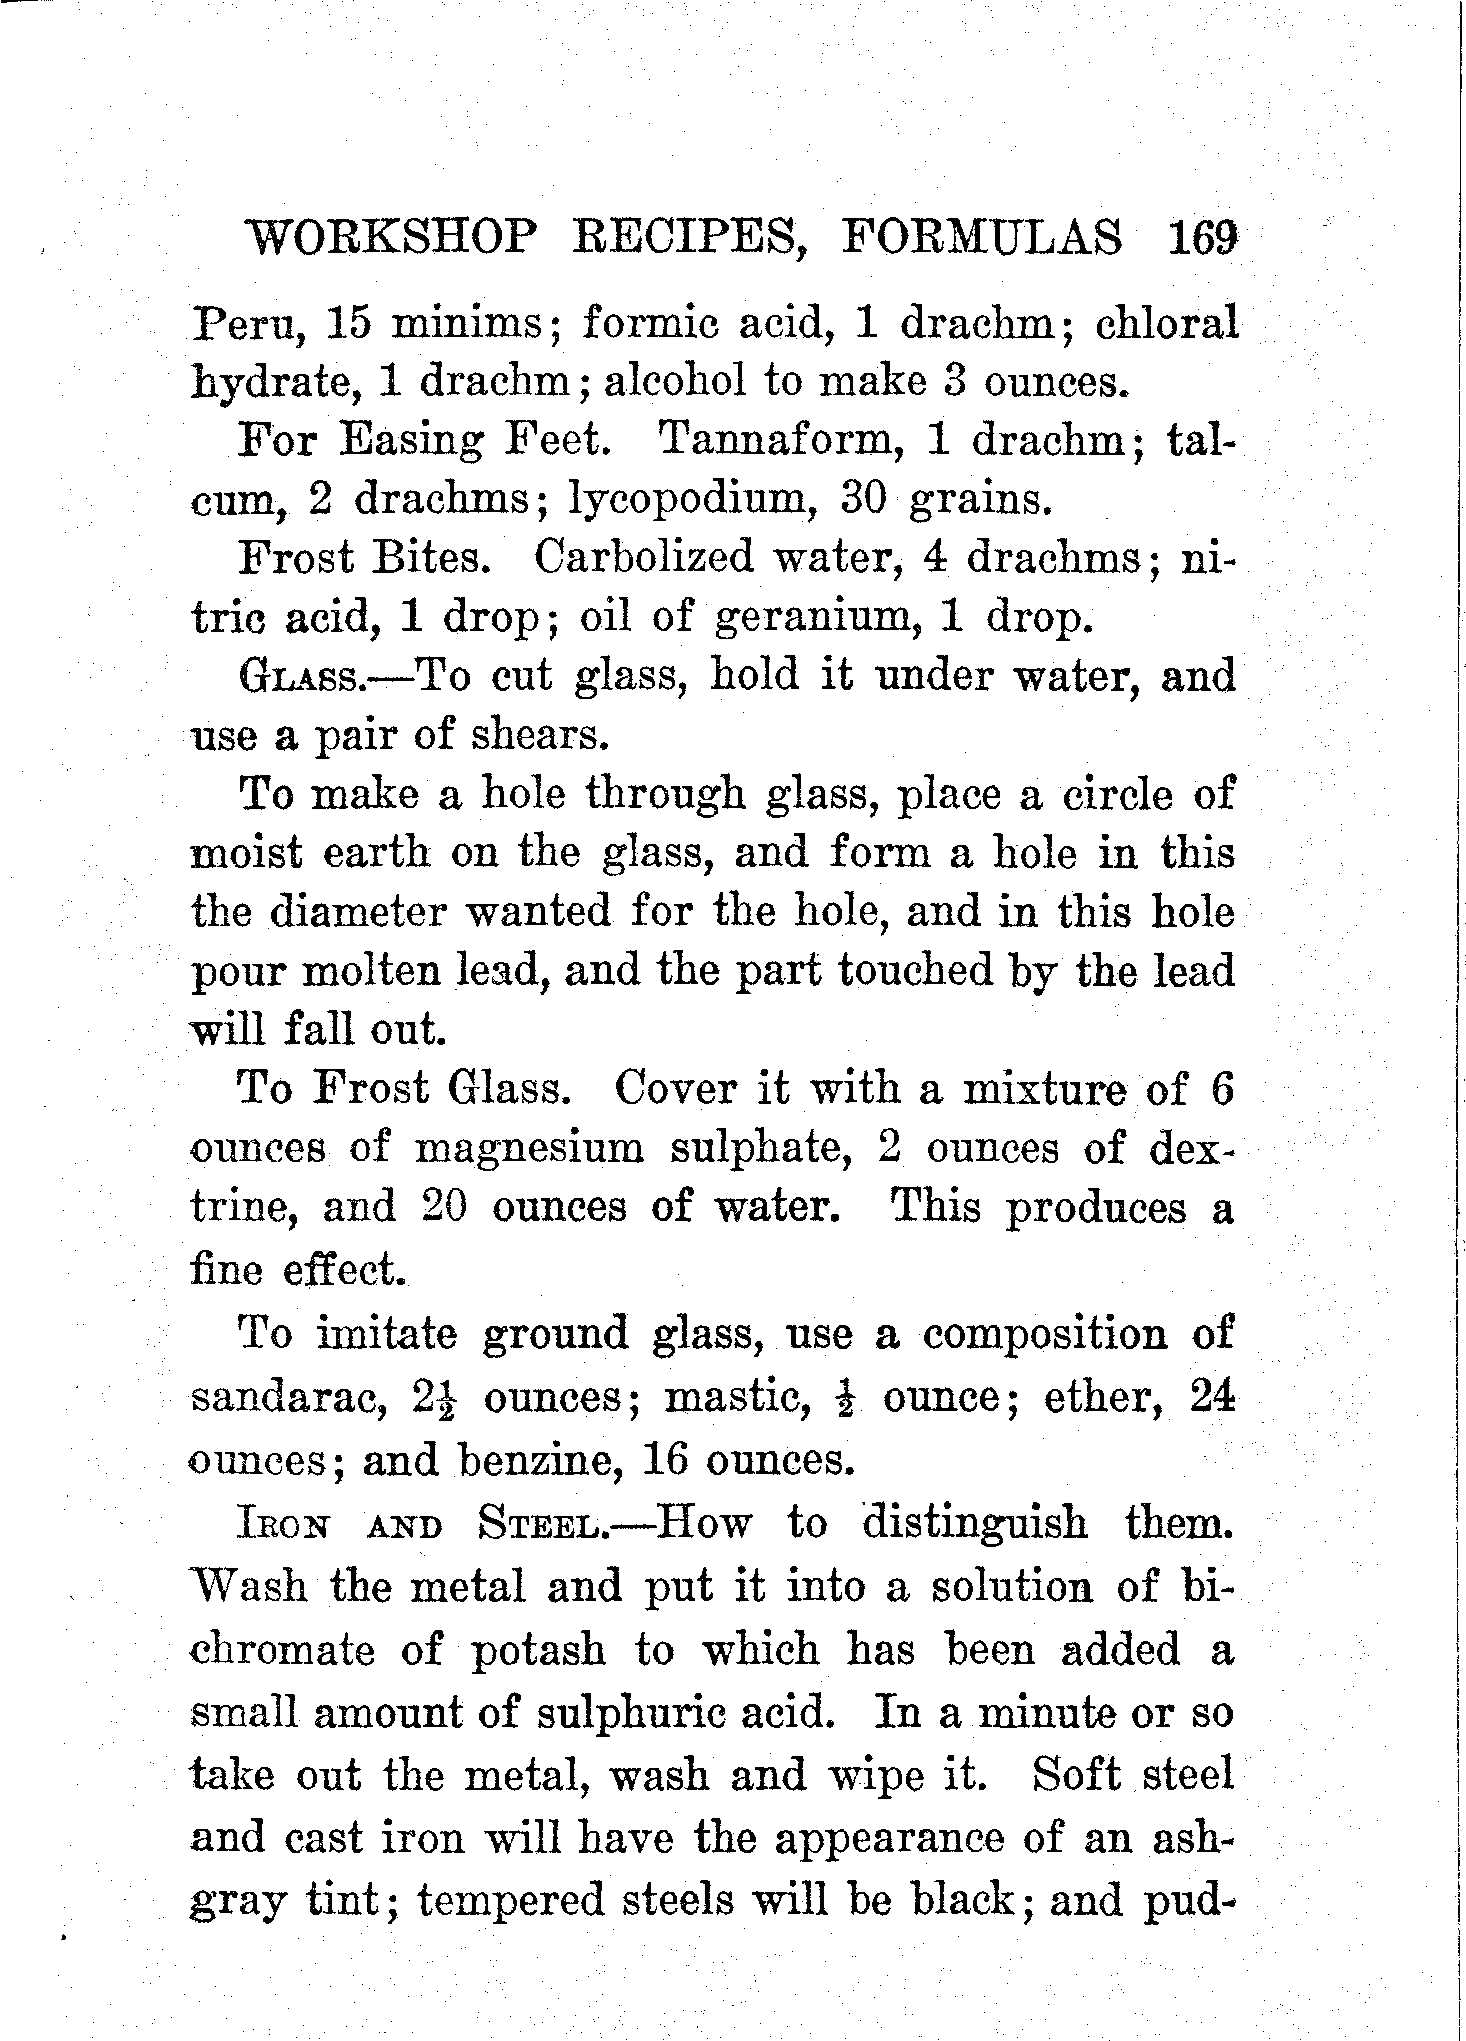 WORKSHOP RECIPES, FORMULAS 169
Peru, 15 minims; formic acid, 1 drachm; chloral
hydrate, 1 drachm; alcohol to make 3 ounces.
For Easing Feet. Tannaform, 1 drachm; tal-
cum, 2 drachms; lycopodium, 30 grains.
Frost Bites. Carbolized water, 4 drachms; ni-
tric acid, 1 drop; oil of geranium, 1 drop.
GLASS.—To cut glass, hold it under water, and
use a pair of shears.
To make a hole through glass, place a circle of
moist earth on the glass, and form a hole in this
the diameter wanted for the hole, and in this hole
pour molten lead, and the part touched by the lead
will fall out.
To Frost Glass. Cover it with a mixture of 6
ounces of magnesium sulphate, 2 ounces of dex-
trine, and 20 ounces of water. This produces a
fine effect.
To imitate ground glass, use a composition of
sandarac, 2½ ounces; mastic, ½ ounce; ether, 24
ounces; and benzine, 16 ounces.
IRON AND STEEL.—How to distinguish them.
Wash the metal and put it into a solution of bi-
chromate of potash to which has been added a
small amount of sulphuric acid. In a minute or so
take out the metal, wash and wipe it. Soft steel
and cast iron will have the appearance of an ash-
gray tint; tempered steels will be black; and pud-